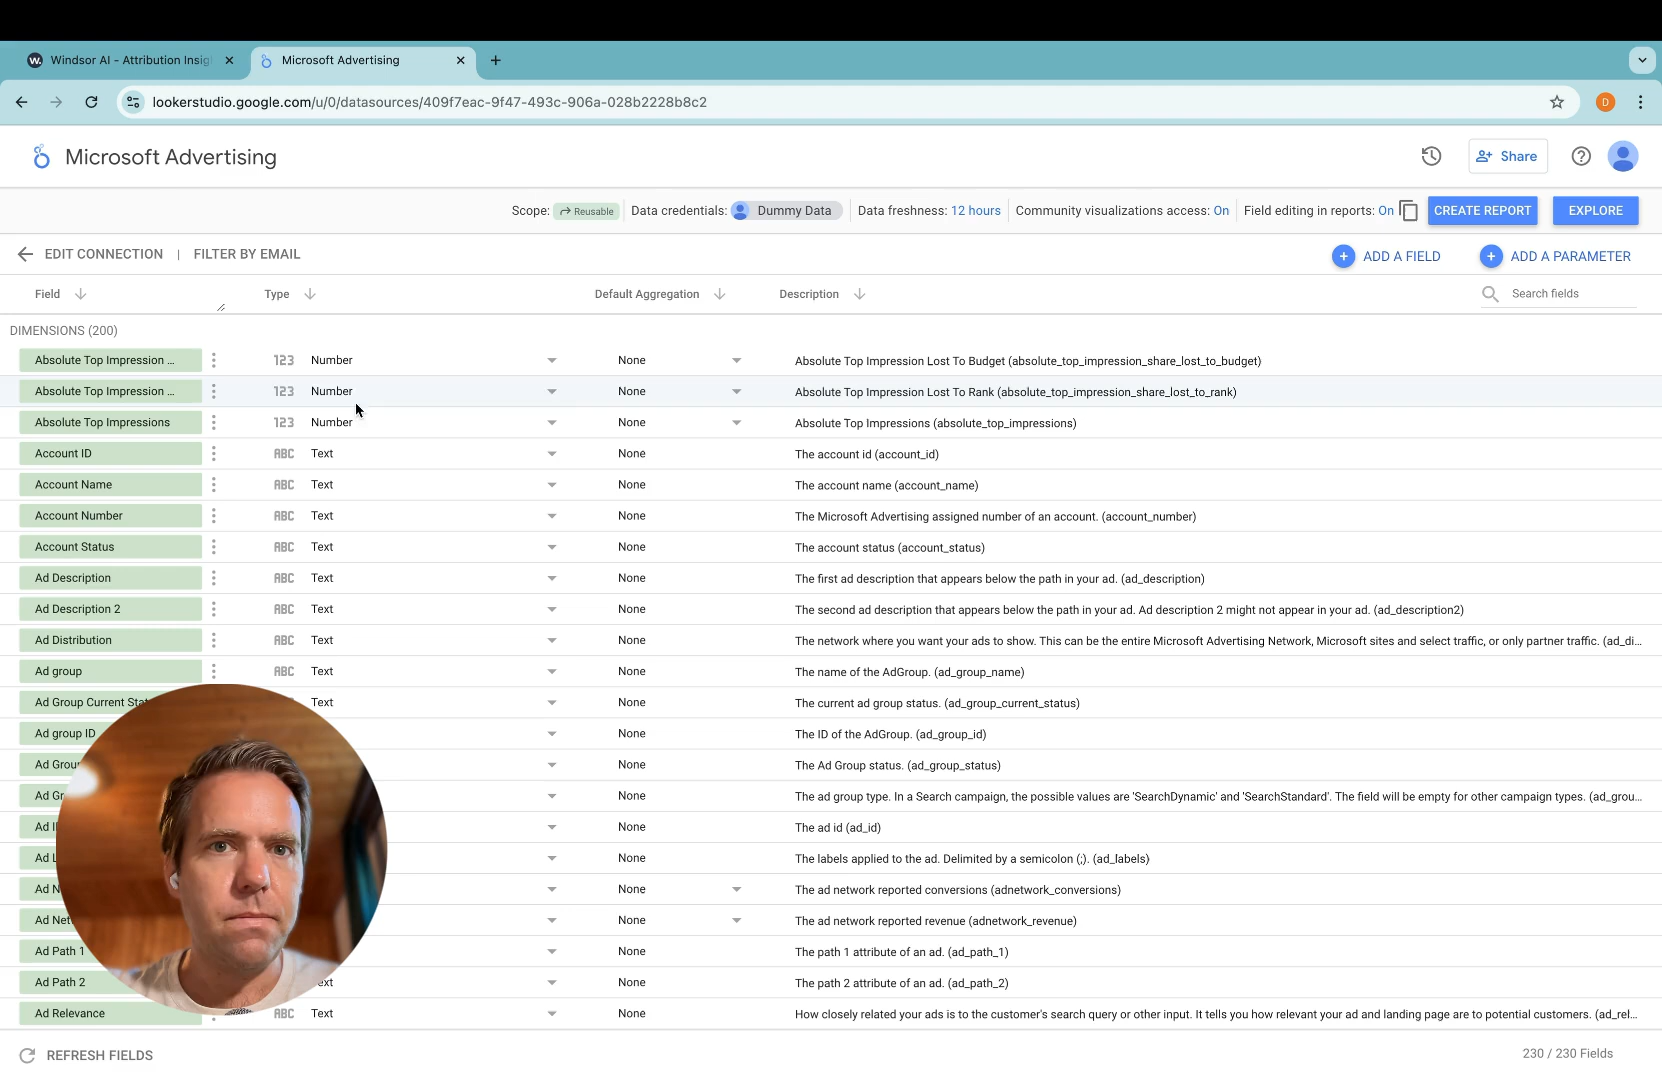 W. Windsor AI - Attribution Insig
Microsoft Advertising
lookerstudio.google.com/u/0/datasources/409f7eac-9f47-493c-906a-028b2228b8c2
D
Microsoft Advertising
Share
Scope: Reusable Data credentials: Dummy Data Data freshness: 12 hours Community visualizations access: On Field editing in reports: On CREATE REPORT EXPLORE
EDIT CONNECTION | FILTER BY EMAIL ADD A FIELD ADD A PARAMETER
Field Type Default Aggregation Description Search fields
DIMENSIONS (200)
Absolute Top Impression ... 123 Number None Absolute Top Impression Lost To Budget (absolute_top_impression_share_lost_to_budget)
Absolute Top Impression ... 123 Number None Absolute Top Impression Lost To Rank (absolute_top_impression_share_lost_to_rank)
Absolute Top Impressions 123 Number None Absolute Top Impressions (absolute_top_impressions)
Account ID ABC Text None The account id (account_id)
Account Name ABC Text None The account name (account_name)
Account Number ABC Text None The Microsoft Advertising assigned number of an account. (account_number)
Account Status ABC Text None The account status (account_status)
Ad Description ABC Text None The first ad description that appears below the path in your ad. (ad_description)
Ad Description 2 ABC Text None The second ad description that appears below the path in your ad. Ad description 2 might not appear in your ad. (ad_description2)
Ad Distribution ABC Text None The network where you want your ads to show. This can be the entire Microsoft Advertising Network, Microsoft sites and select traffic, or only partner traffic. (ad_di...
Ad group ABC Text None The name of the AdGroup. (ad_group_name)
Ad Group Current Text None The current ad group status. (ad_group_current_status)
Ad group ID None The ID of the AdGroup. (ad_group_id)
Ad None The Ad Group status. (ad_group_status)
Ad None The ad group type. In a Search campaign, the possible values are 'SearchDynamic' and 'SearchStandard'. The field will be empty for other campaign types. (ad_grou...
Ad None The ad id (ad_id)
Ad None The labels applied to the ad. Delimited by a semicolon (;). (ad_labels)
Ad None The ad network reported conversions (adnetwork_conversions)
Ad None The ad network reported revenue (adnetwork_revenue)
Ad Path 1 None The path 1 attribute of an ad. (ad_path_1)
Ad Path 2 None The path 2 attribute of an ad. (ad_path_2)
Ad Relevance ABC Text None How closely related your ads is to the customer's search query or other input. It tells you how relevant your ad and landing page are to potential customers. (ad_rel...
REFRESH FIELDS 230 / 230 Fields